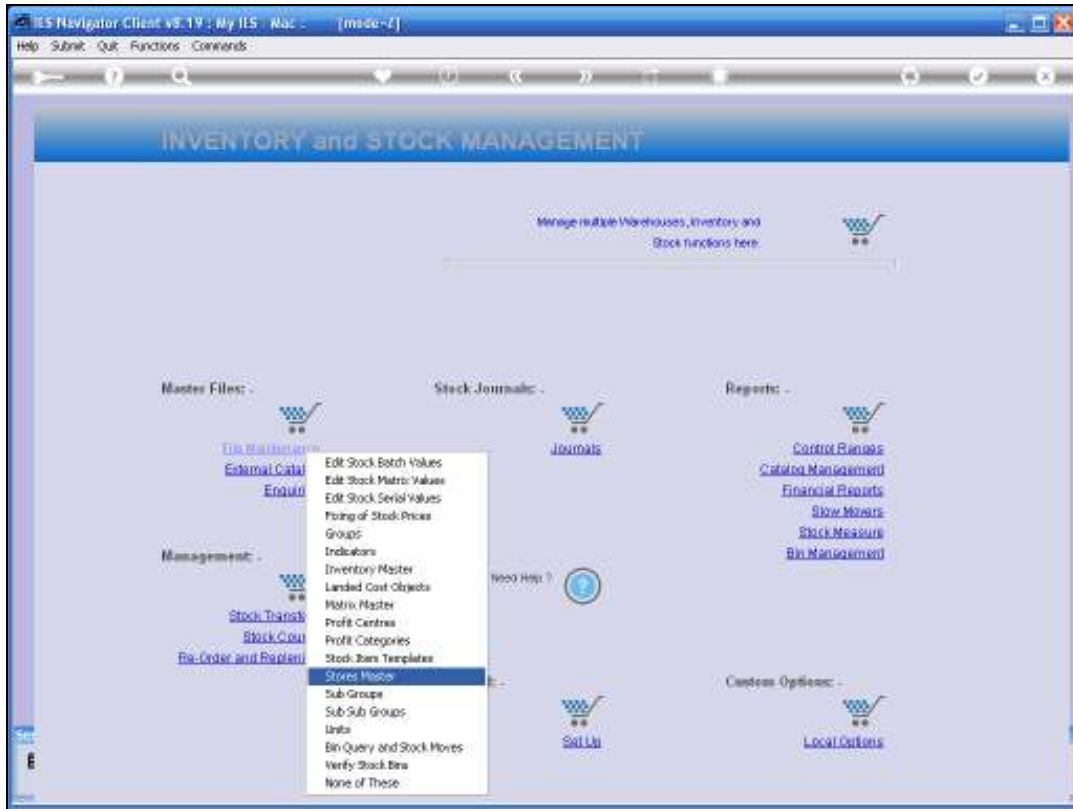 IES Navigator Client v8.19 : My IES - Mac - [mode-L]
Help Submit Quit Functions Commands
INVENTORY and STOCK MANAGEMENT
Manage multiple Warehouses, Inventory and
Stock functions here.
Master Files: -
Stock Journals: -
Reports: -
File Maintenance
Journals
Control Ranges
External Catal
Catalog Management
Enquiri
Financial Reports
Slow Movers
Stock Measure
Bin Management
Edit Stock Batch Values
Edit Stock Matrix Values
Edit Stock Serial Values
Fixing of Stock Prices
Groups
Indicators
Inventory Master
Landed Cost Objects
Matrix Master
Profit Centres
Profit Categories
Stock Item Templates
Stores Master
Sub Groups
Sub Sub Groups
Units
Bin Query and Stock Moves
Verify Stock Bins
None of These
Management: -
Need Help ?
Stock Transf
Stock Coun
Re-Order and Repleni
Custom Options: -
Set Up
Local Options